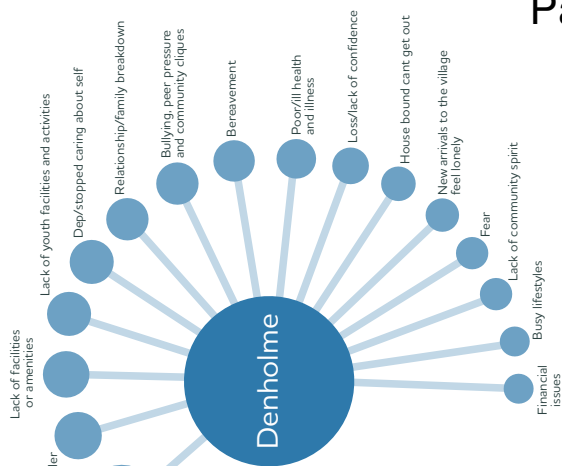 Pa
Lack of facilities
or amenities
Lack of youth facilities and activities
Dep/stopped caring about self
Relationship/family breakdown
Bullying, peer pressure
and community cliques
Bereavement
Poor/ill health
and illness
Loss/lack of confidence
House bound cant get out
New arrivals to the village
feel lonely
Fear
Lack of community spirit
Busy lifestyles
Financial
issues
Denholme